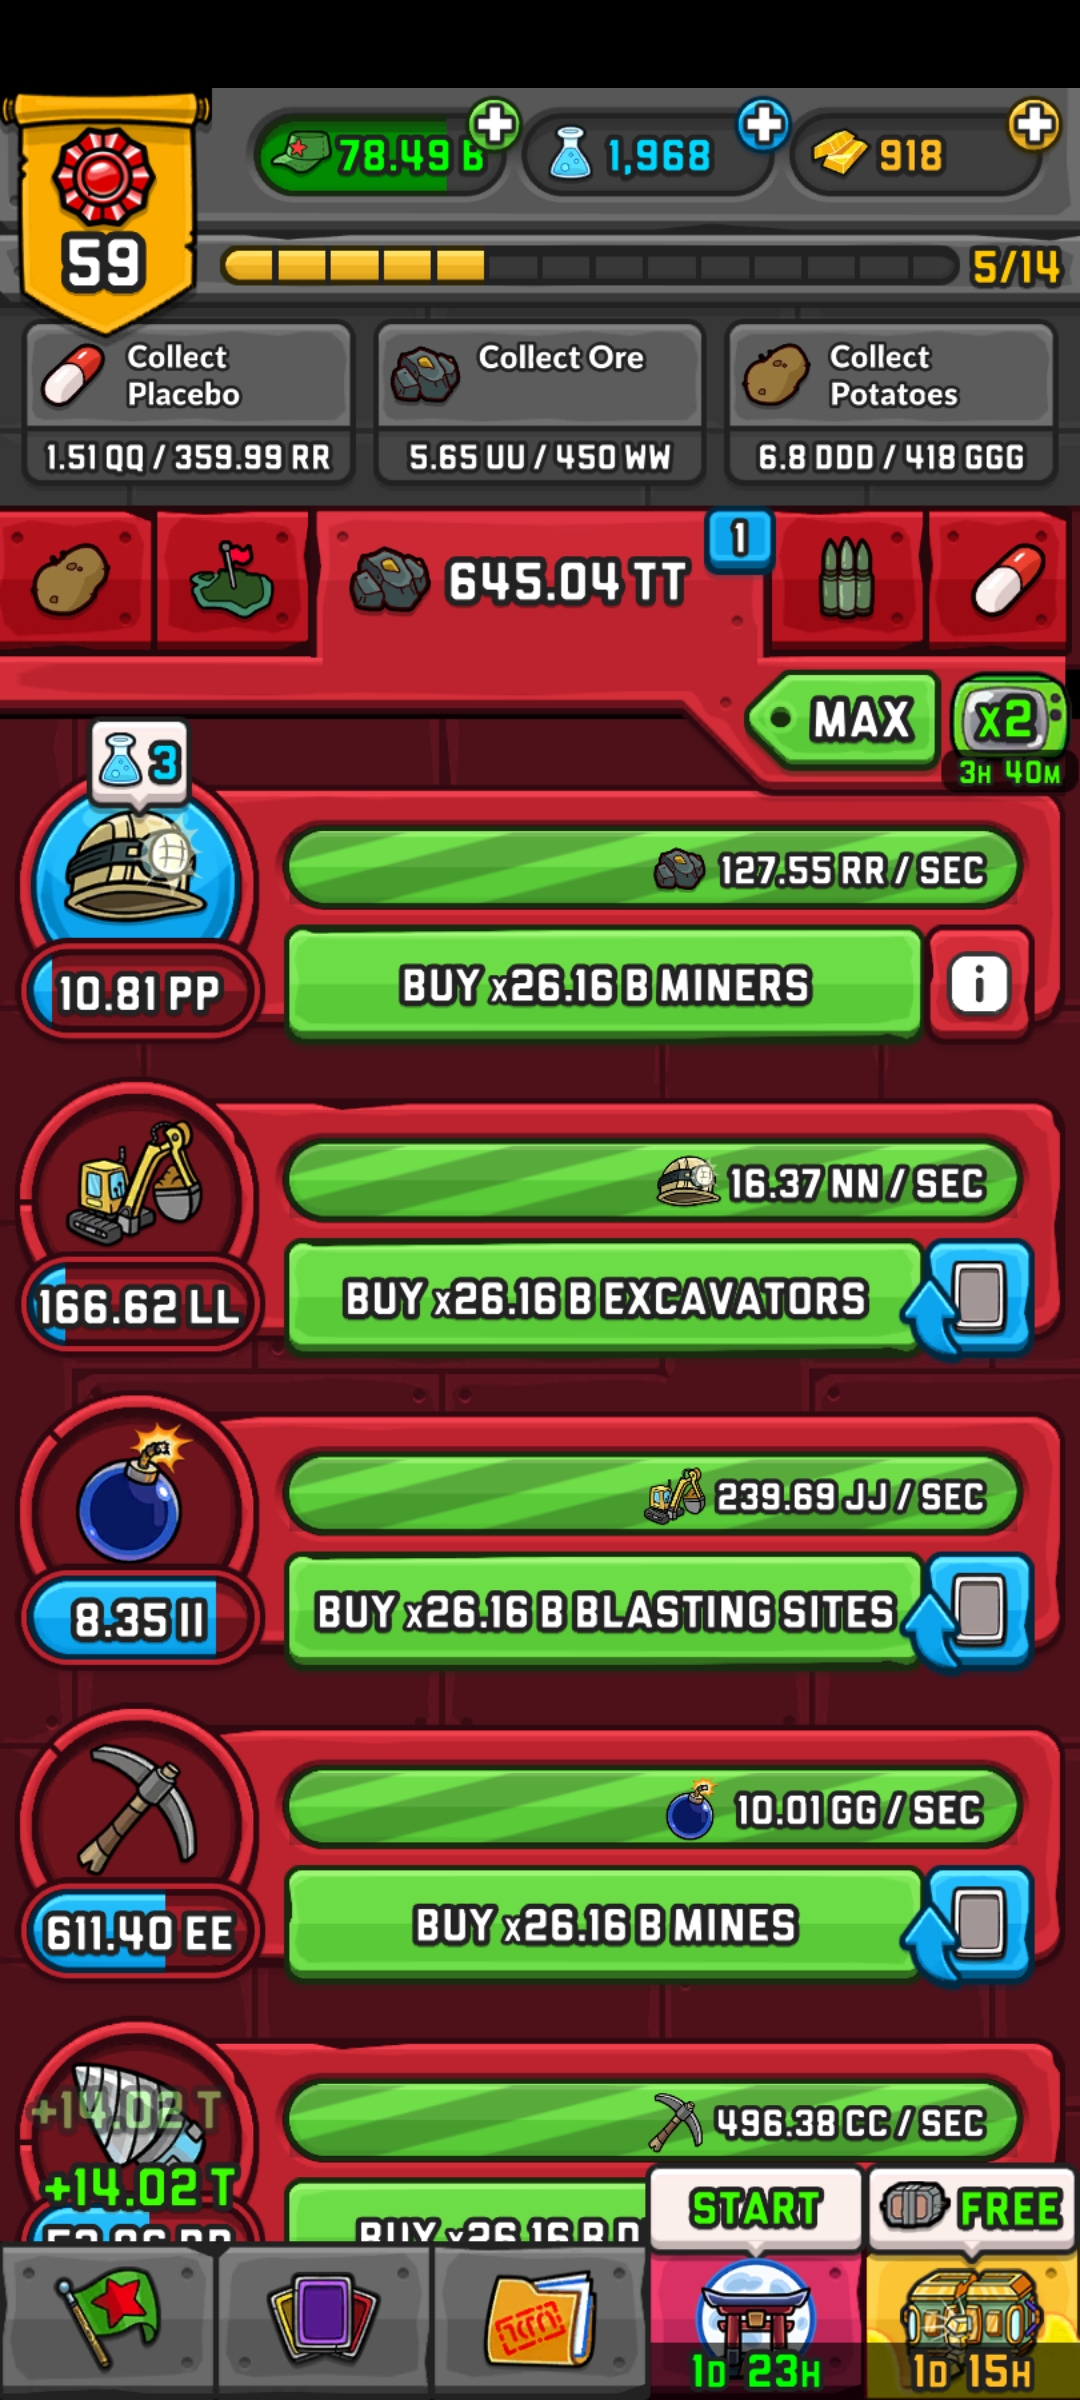 78.49 B
1,968
918
59
5/14
Collect
Placebo
1.51 QQ / 359.99 RR
Collect Ore
5.65 UU / 450 WW
Collect
Potatoes
6.8 DDD / 418 GGG
645.04 TT
1
MAX
x2
3H 40M
3
127.55 RR / SEC
10.81 PP
BUY x26.16 B MINERS
i
16.37 NN / SEC
166.62 LL
BUY x26.16 B EXCAVATORS
239.69 JJ / SEC
8.35 II
BUY x26.16 B BLASTING SITES
10.01 GG / SEC
611.40 EE
BUY x26.16 B MINES
+14.02 T
496.38 CC / SEC
+14.02 T
BUY x26.16 B D
START
FREE
1D 23H
1D 15H